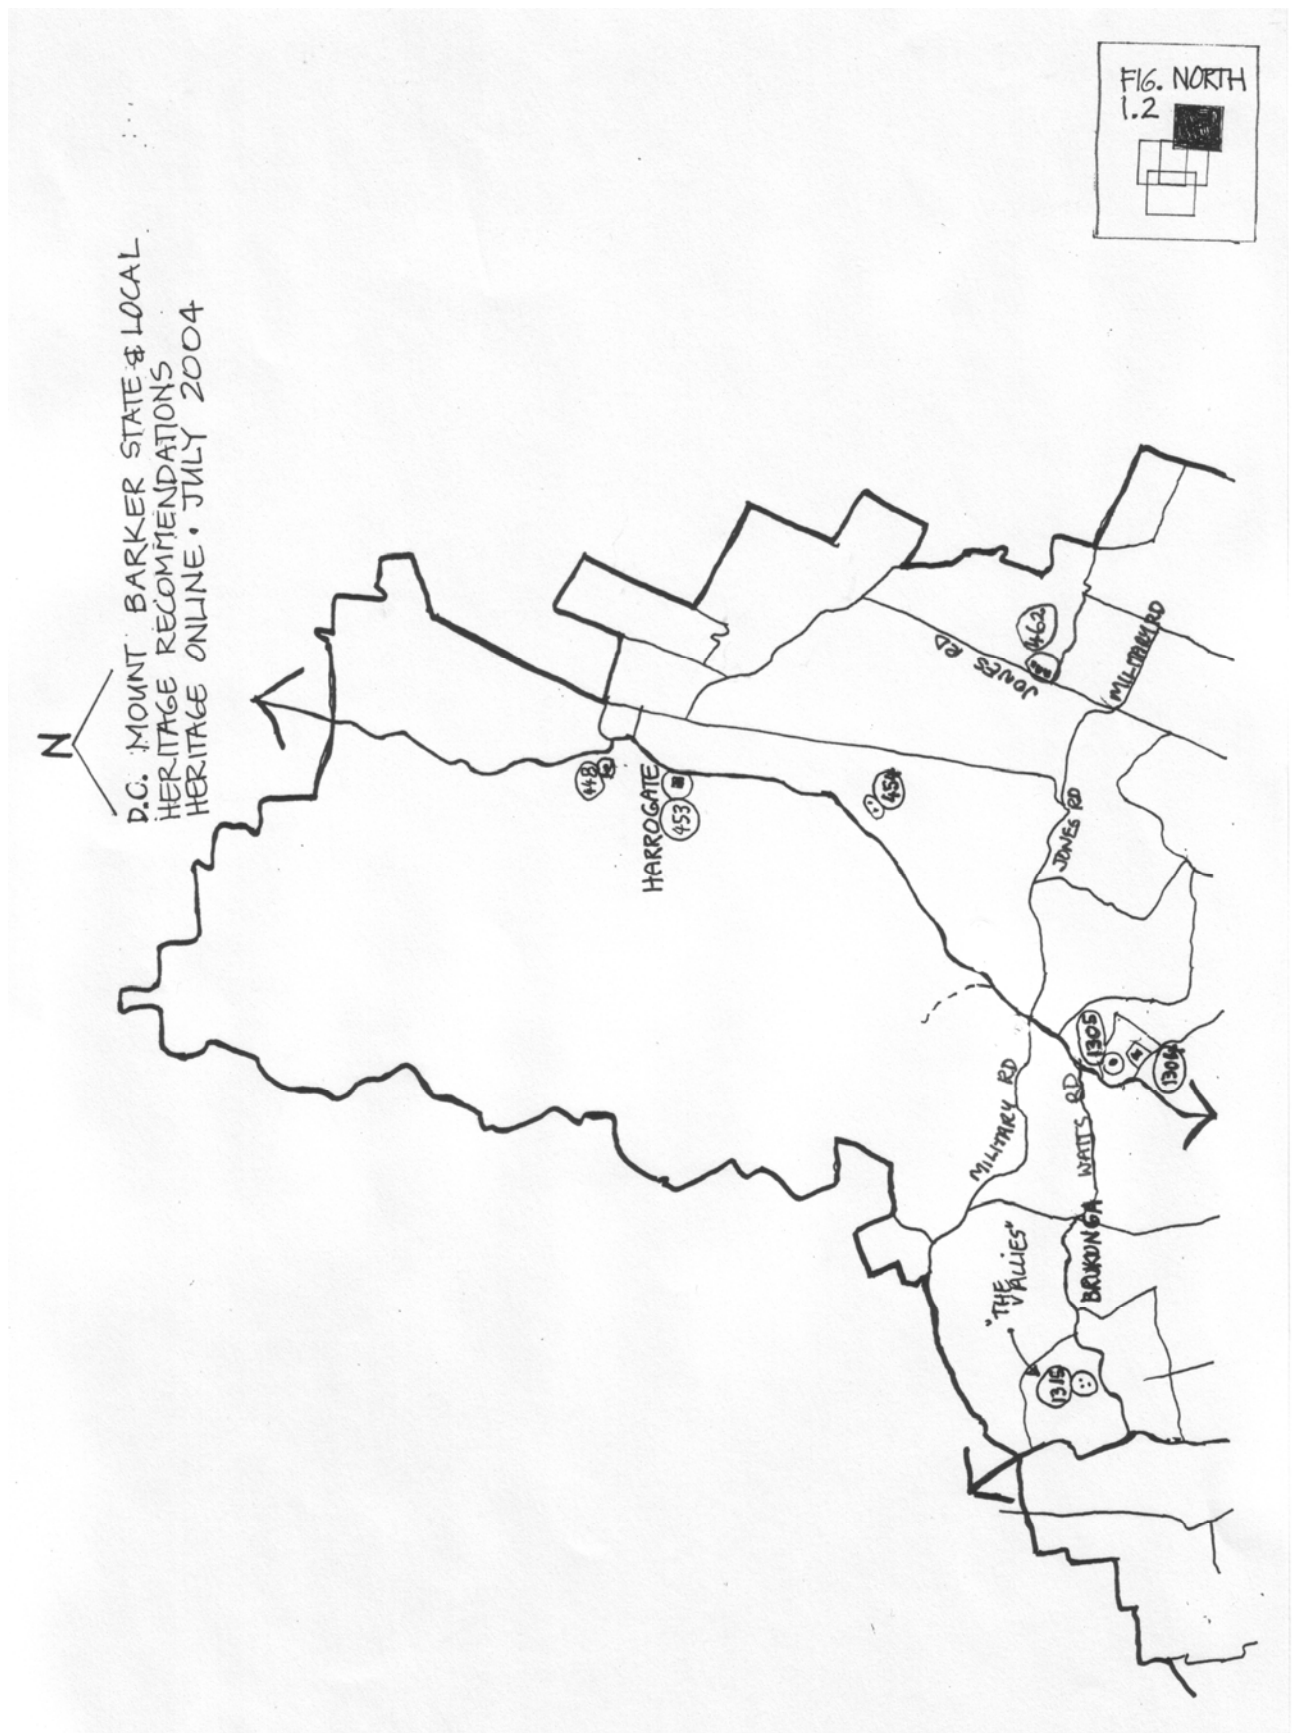 FIG. NORTH
1.2
N
D.C. MOUNT BARKER STATE & LOCAL
HERITAGE RECOMMENDATIONS
HERITAGE ONLINE. JULY 2004
448
HARROGATE
453
454
462
JONES
RD
MILITARY RD
JONES RD
1305
1304
MILITARY RD
WATTS RD
BRUKUNGA
"THE
VALLIES"
1315